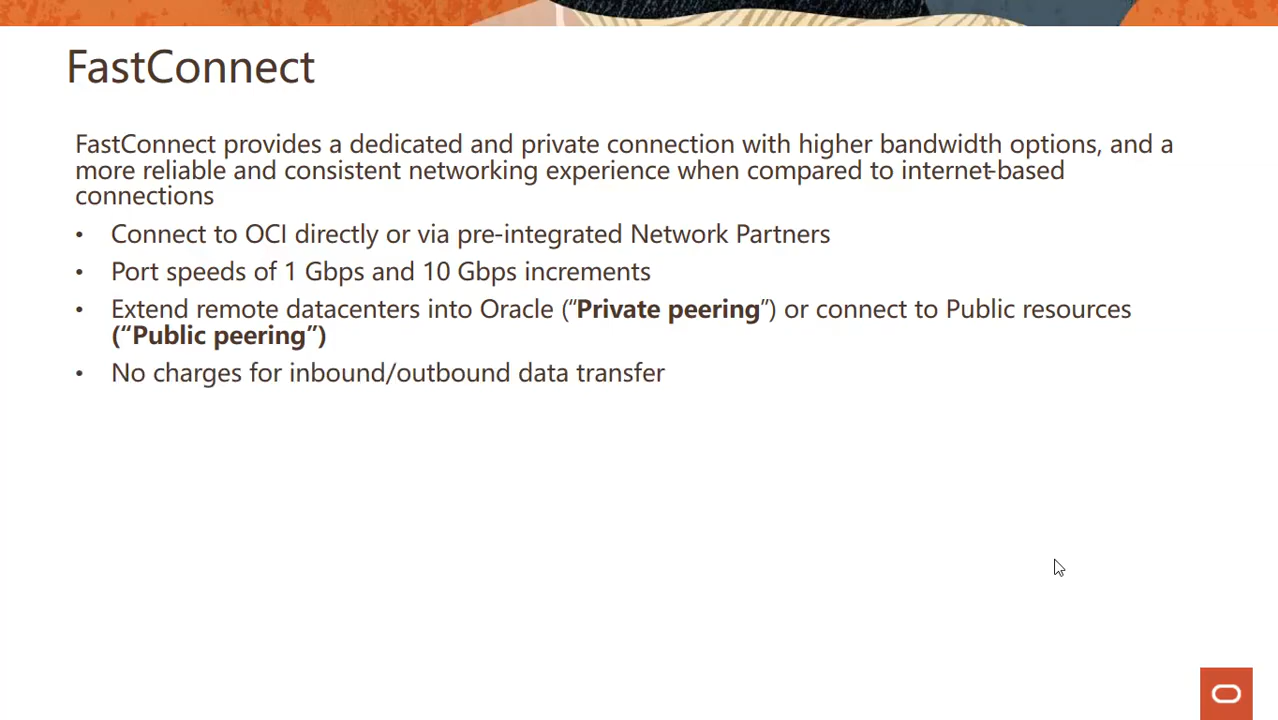 FastConnect
FastConnect provides a dedicated and private connection with higher bandwidth options, and a
more reliable and consistent networking experience when compared to internet-based
connections
• Connect to OCI directly or via pre-integrated Network Partners
• Port speeds of 1 Gbps and 10 Gbps increments
• Extend remote datacenters into Oracle (“Private peering”) or connect to Public resources
(“Public peering”)
• No charges for inbound/outbound data transfer